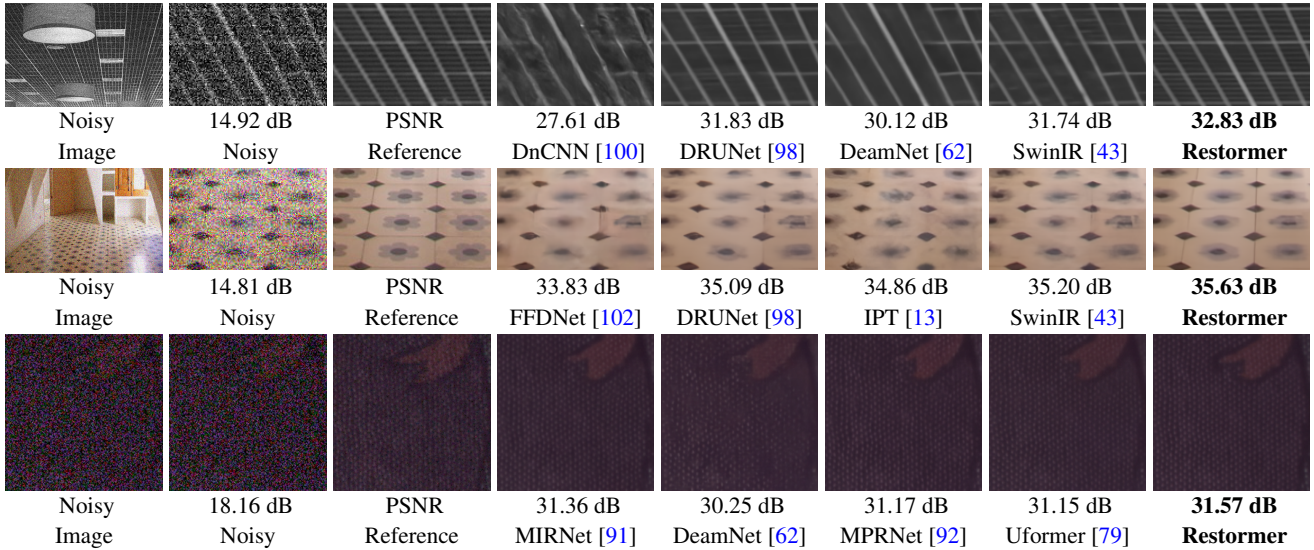 14.92 dB PSNR 27.61 dB 31.83 dB 30.12 dB 31.74 dB 32.83 dB
Noisy Image Noisy Reference DnCNN [100] DRUNet [98] DeamNet [62] SwinIR [43] Restormer
14.81 dB PSNR 33.83 dB 35.09 dB 34.86 dB 35.20 dB 35.63 dB
Noisy Image Noisy Reference FFDNet [102] DRUNet [98] IPT [13] SwinIR [43] Restormer
18.16 dB PSNR 31.36 dB 30.25 dB 31.17 dB 31.15 dB 31.57 dB
Noisy Image Noisy Reference MIRNet [91] DeamNet [62] MPRNet [92] Uformer [79] Restormer